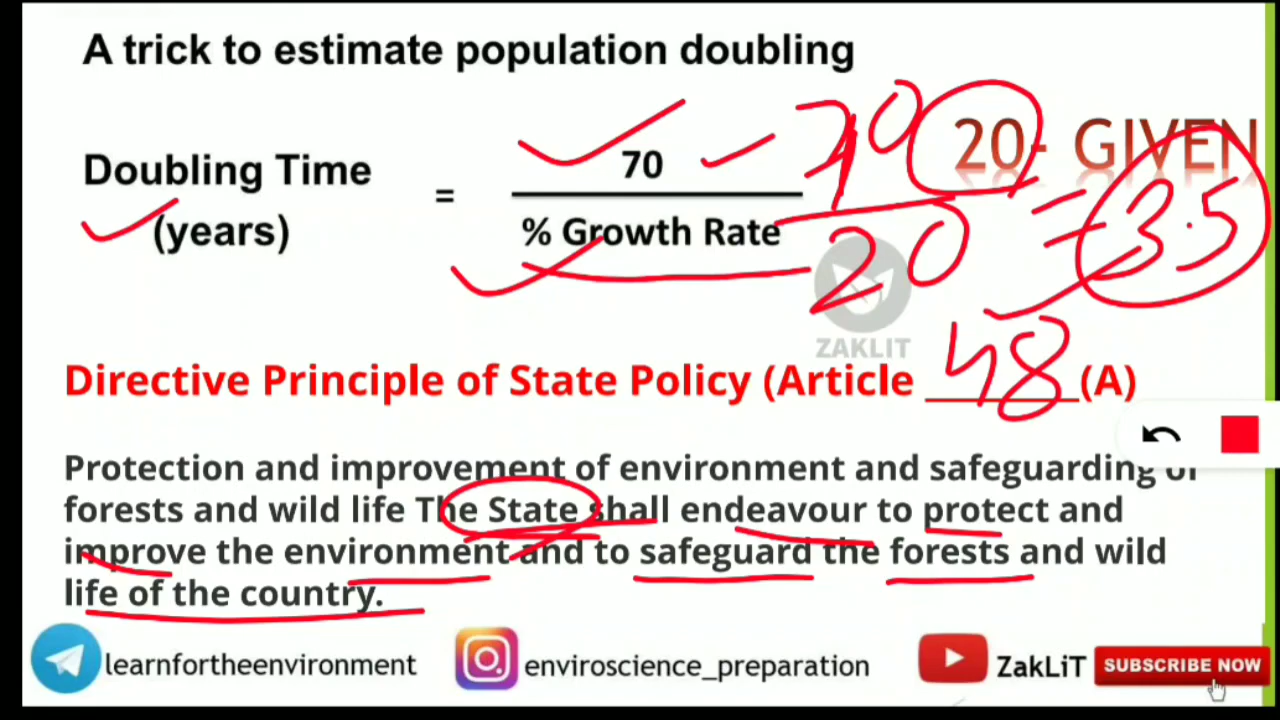 A trick to estimate population doubling
Doubling Time
(years)
=
70
% Growth Rate
70
20
= 3.5
20- GIVEN
ZAKLIT
Directive Principle of State Policy (Article 48 (A)
Protection and improvement of environment and safeguarding of
forests and wild life The State shall endeavour to protect and
improve the environment and to safeguard the forests and wild
life of the country.
learnfortheenvironment
enviroscience_preparation
ZakLiT
SUBSCRIBE NOW